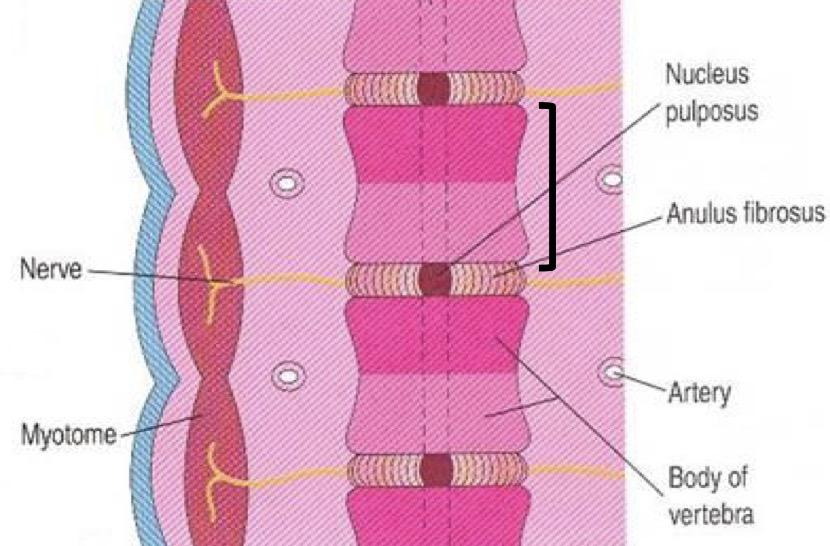 Nucleus
pulposus
Anulus fibrosus
Nerve
Artery
Myotome
Body of
vertebra